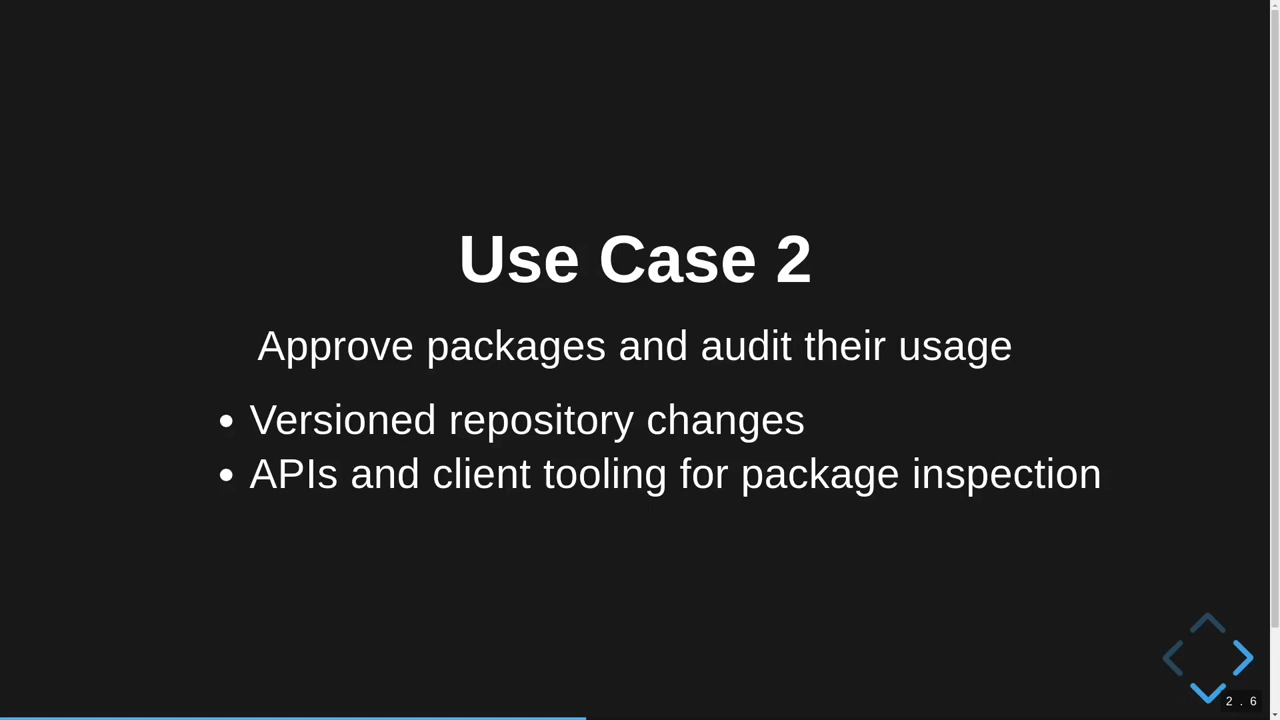 Use Case 2
Approve packages and audit their usage
• Versioned repository changes
• APIs and client tooling for package inspection
2 . 6